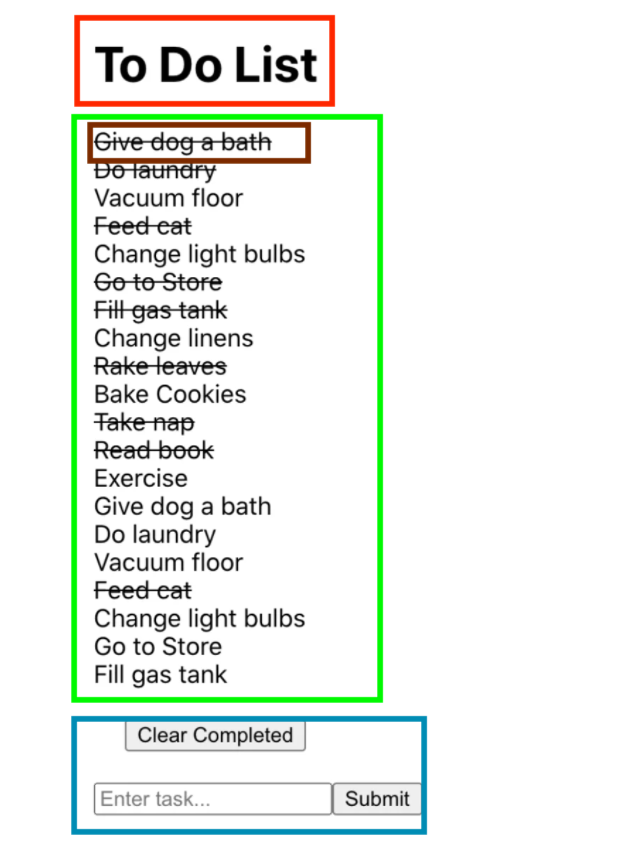 To Do List
Give dog a bath
Do laundry
Vacuum floor
Feed cat
Change light bulbs
Go to Store
Fill gas tank
Change linens
Rake leaves
Bake Cookies
Take nap
Read book
Exercise
Give dog a bath
Do laundry
Vacuum floor
Feed cat
Change light bulbs
Go to Store
Fill gas tank
Clear Completed
Enter task... Submit